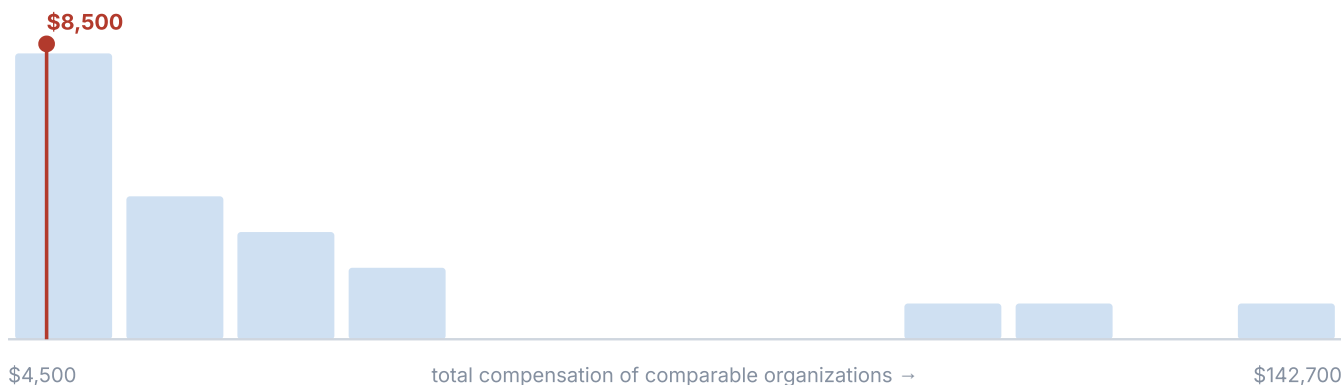 $8,500
$4,500 total compensation of comparable organizations → $142,700